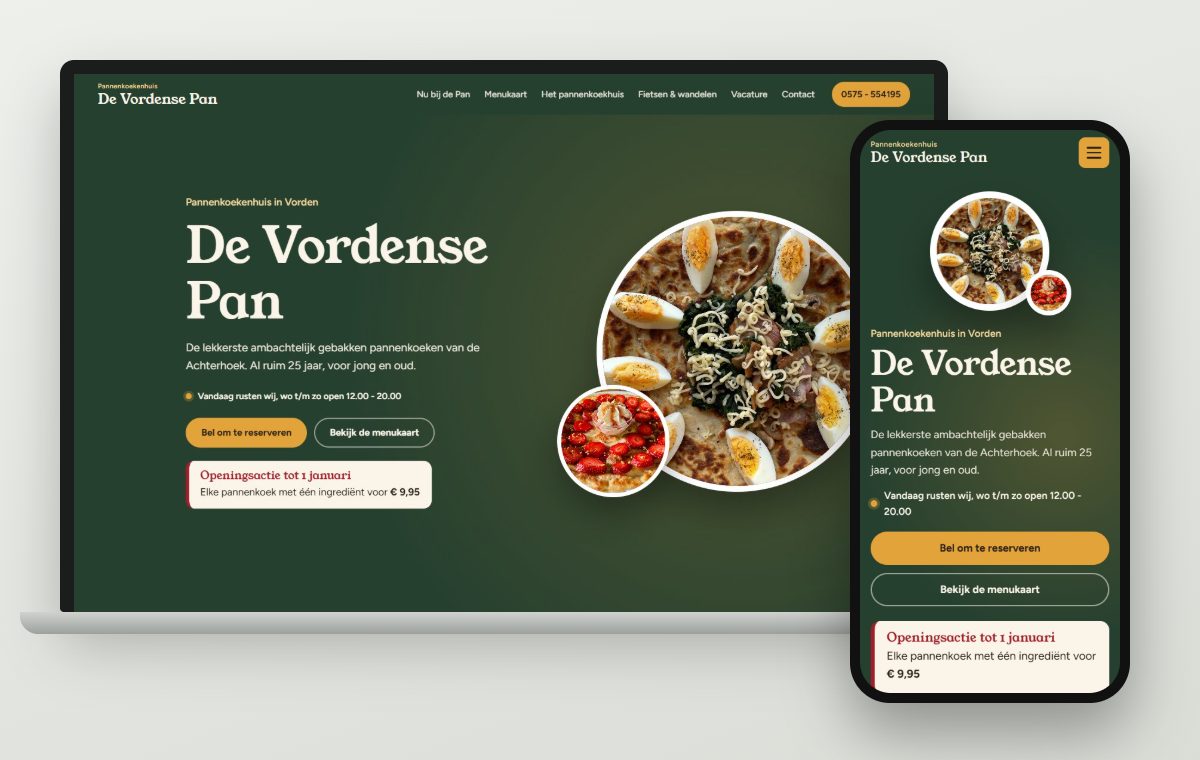 Pannenkoekenhuis
De Vordense Pan
Nu bij de Pan
Menukaart
Het pannenkoekhuis
Fietsen & wandelen
Vacature
Contact
0575 - 554195
Pannenkoekenhuis in Vorden
De Vordense
Pan
De lekkerste ambachtelijk gebakken pannenkoeken van de
Achterhoek. Al ruim 25 jaar, voor jong en oud.
Vandaag rusten wij, wo t/m zo open 12.00 - 20.00
Bel om te reserveren
Bekijk de menukaart
Openingsactie tot 1 januari
Elke pannenkoek met één ingrediënt voor € 9,95
Pannenkoekenhuis
De Vordense Pan
Pannenkoekenhuis in Vorden
De Vordense
Pan
De lekkerste ambachtelijk gebakken
pannenkoeken van de Achterhoek. Al ruim 25
jaar, voor jong en oud.
Vandaag rusten wij, wo t/m zo open 12.00 -
20.00
Bel om te reserveren
Bekijk de menukaart
Openingsactie tot 1 januari
Elke pannenkoek met één ingrediënt voor
€ 9,95